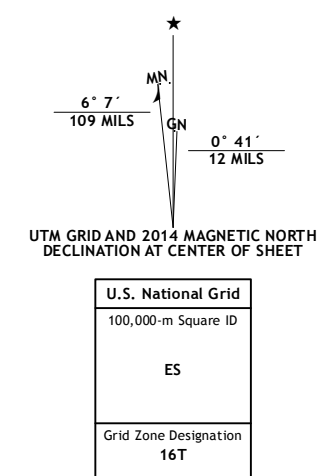 ★
MN.
6° 7´
109 MILS
GN
0° 41´
12 MILS
UTM GRID AND 2014 MAGNETIC NORTH
DECLINATION AT CENTER OF SHEET
U.S. National Grid
100,000-m Square ID
ES
Grid Zone Designation
16T